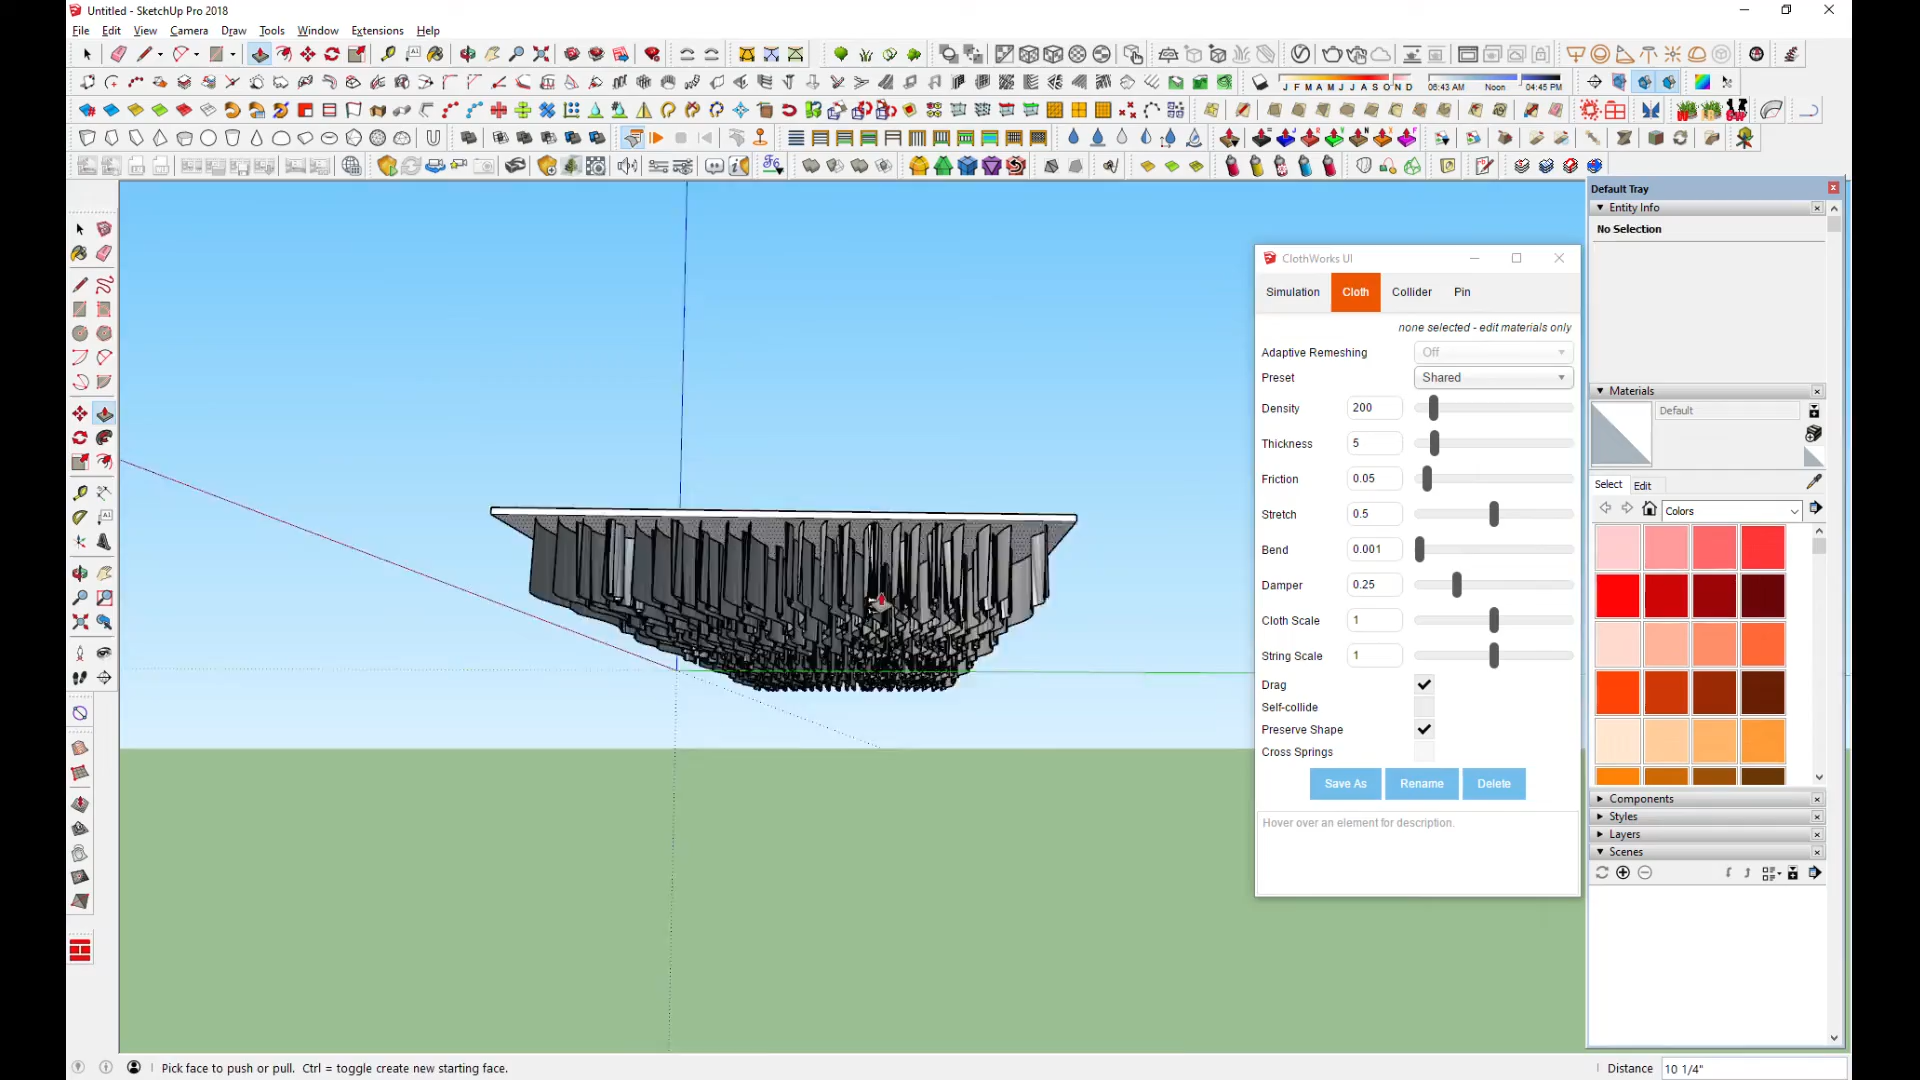 Untitled - SketchUp Pro 2018
File Edit View Camera Draw Tools Window Extensions Help
J F M A M J J A S O N D 06:43 AM Noon 04:45 PM
Default Tray
Entity Info
No Selection
ClothWorks UI
Simulation Cloth Collider Pin
none selected - edit materials only
Adaptive Remeshing Off
Preset Shared
Density 200
Thickness 5
Friction 0.05
Stretch 0.5
Bend 0.001
Damper 0.25
Cloth Scale 1
String Scale 1
Drag
Self-collide
Preserve Shape
Cross Springs
Save As Rename Delete
Hover over an element for description.
Materials
Default
Select Edit
Colors
Components
Styles
Layers
Scenes
Pick face to push or pull. Ctrl = toggle create new starting face.
Distance 10 1/4"